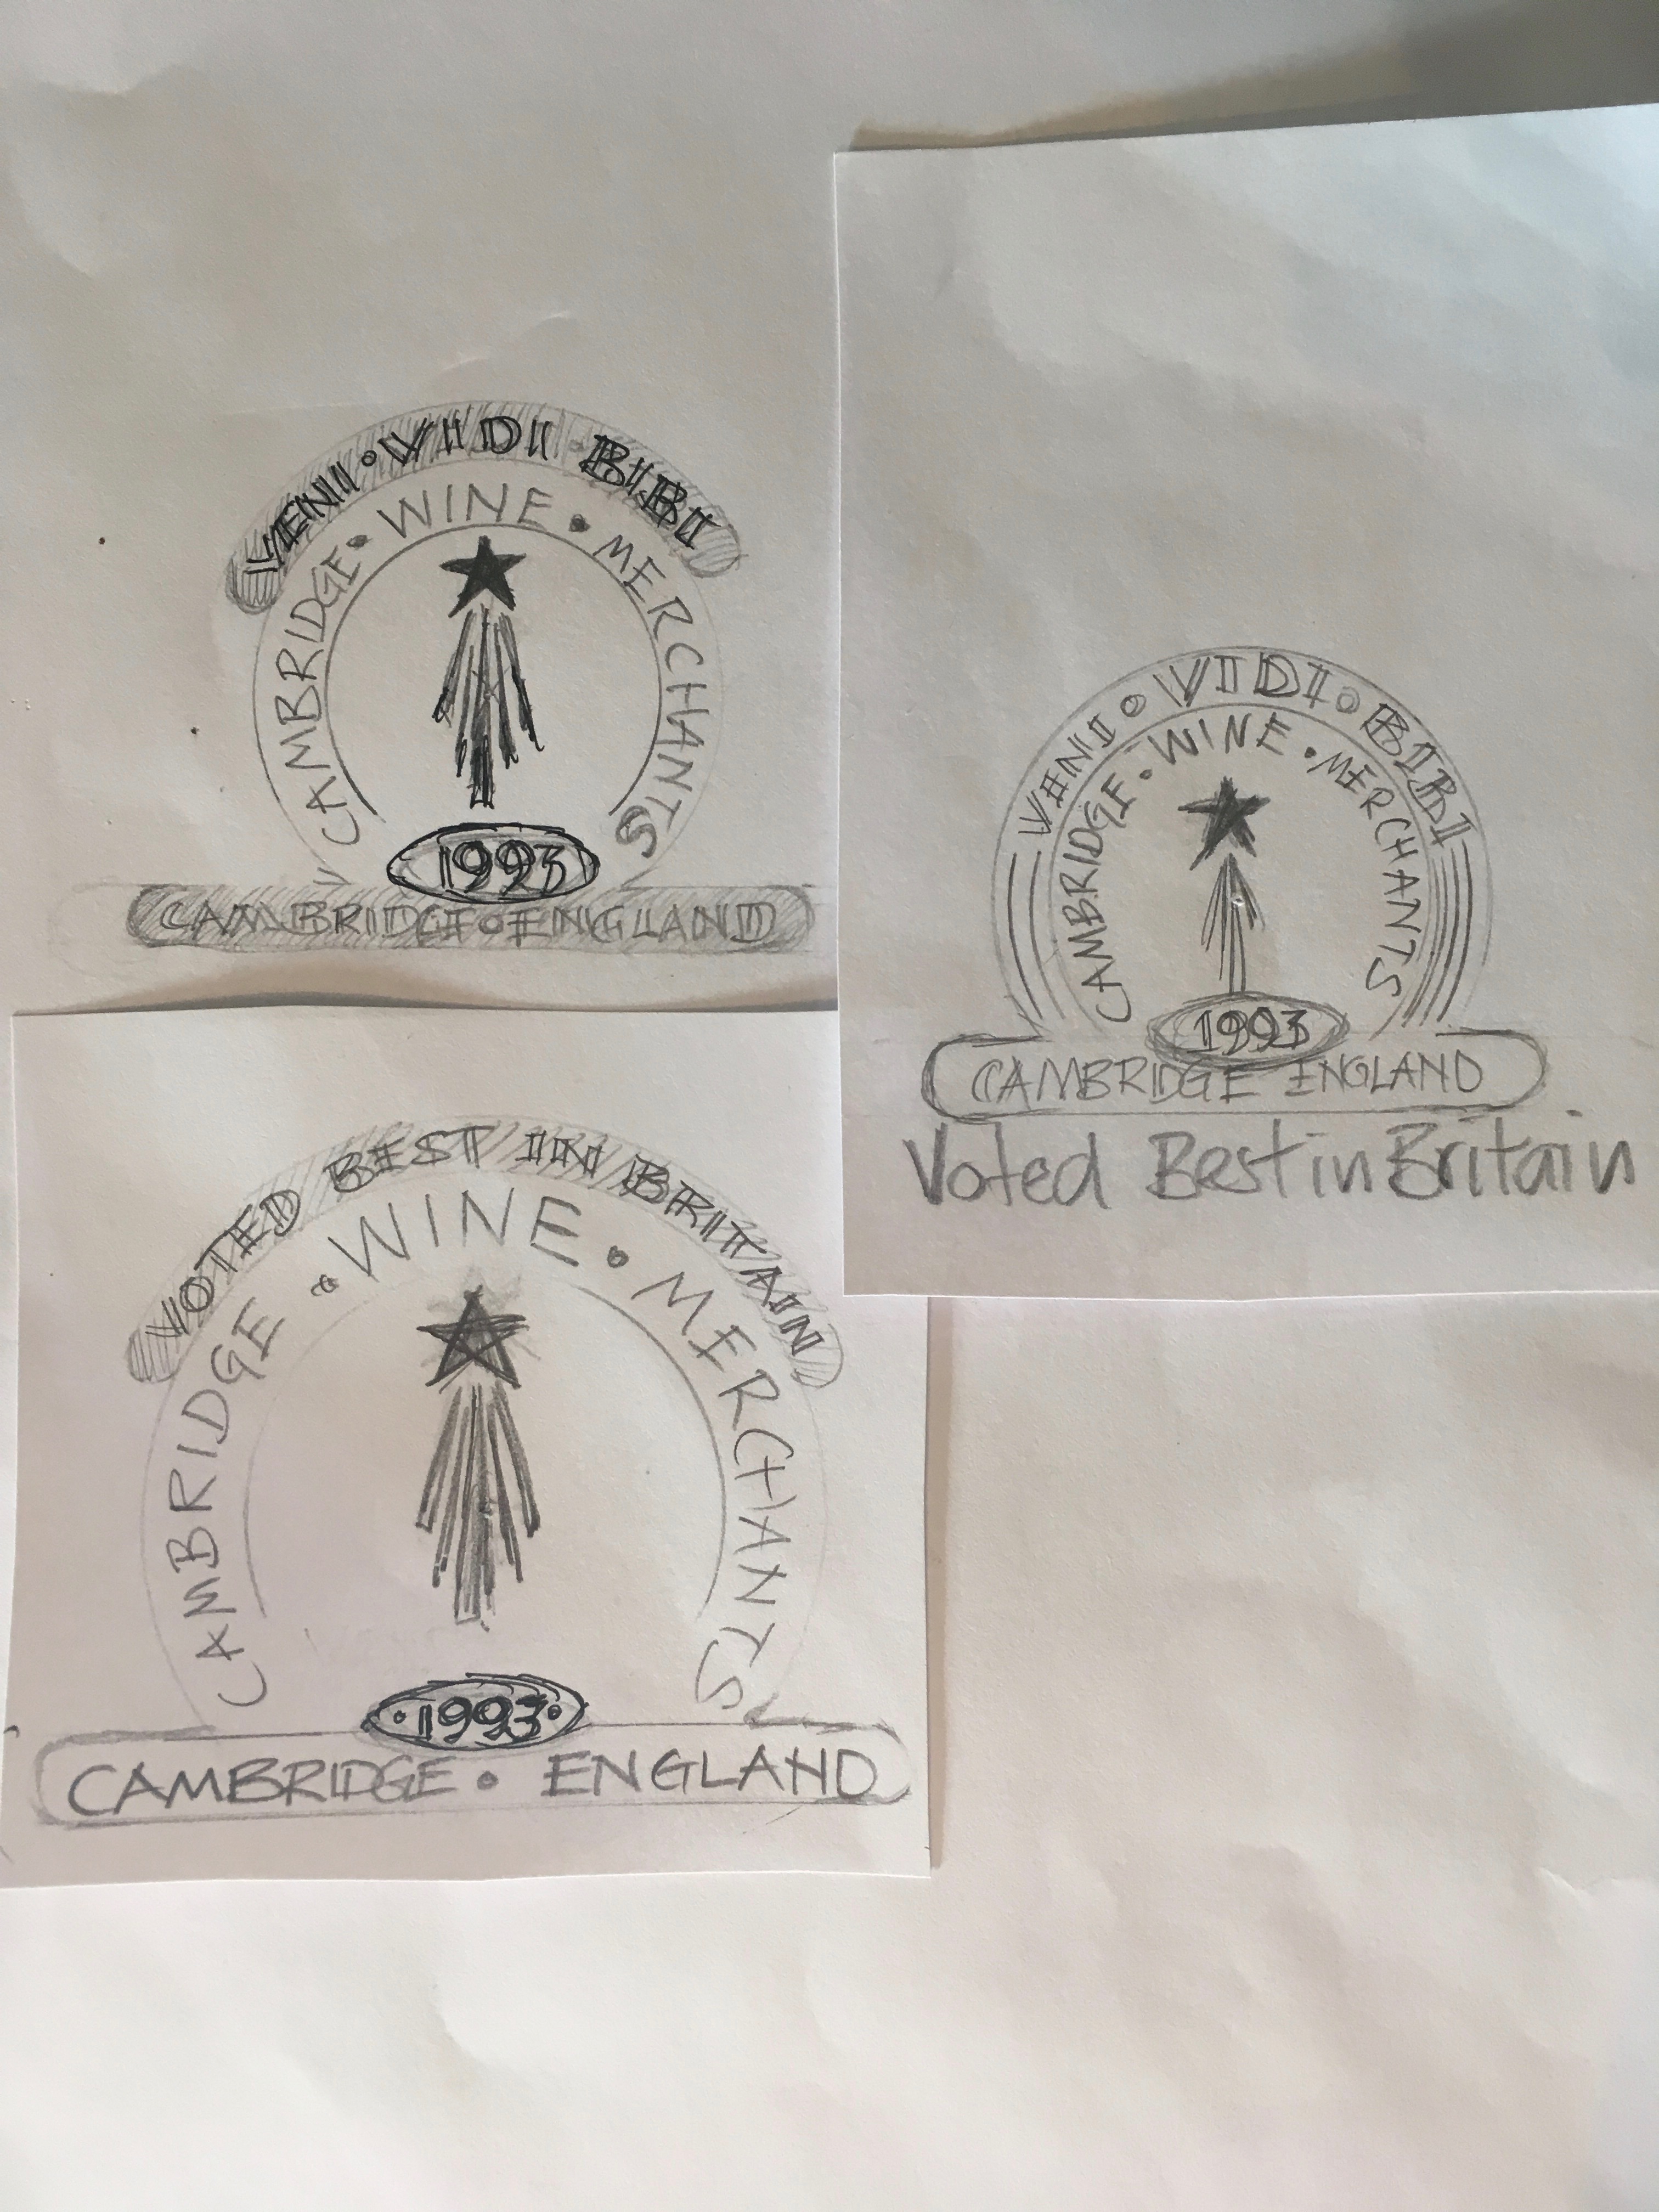 VENI • VIDI BIBI
CAMBRIDGE • WINE • MERCHANTS
1993
CAMBRIDGE • ENGLAND
VENI • VIDI • BIBI
CAMBRIDGE • WINE • MERCHANTS
1993
CAMBRIDGE ENGLAND
Voted Best in Britain
VOTED BEST IN BRITAIN
CAMBRIDGE • WINE • MERCHANTS
• 1993 •
CAMBRIDGE • ENGLAND